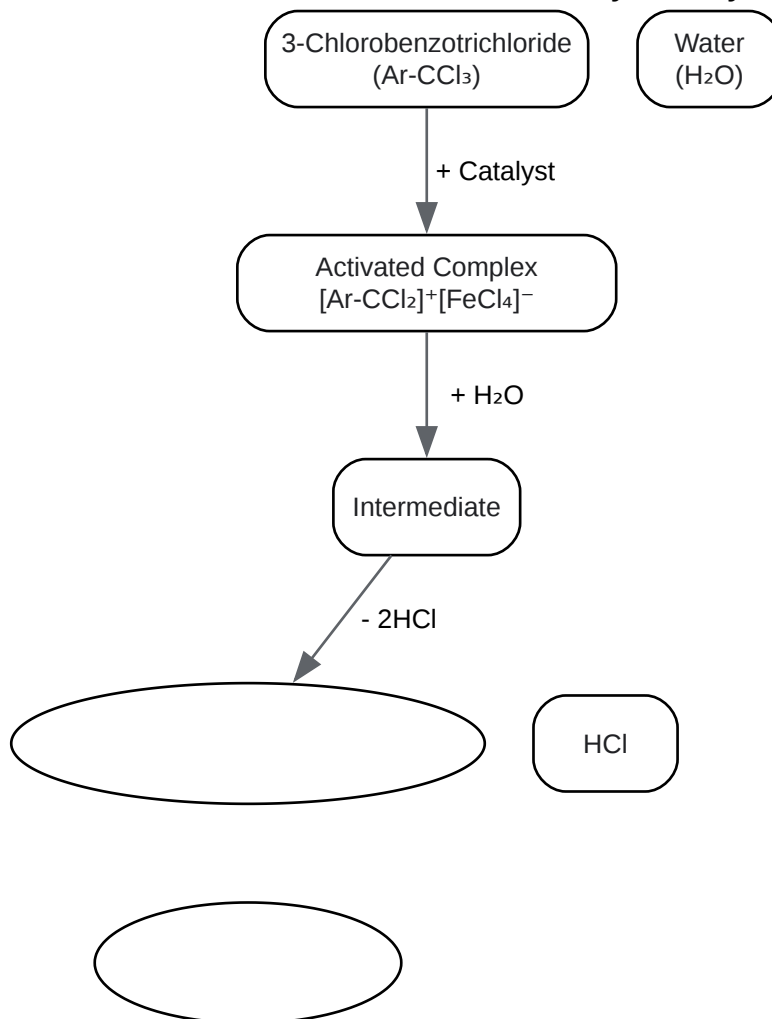 3-Chlorobenzotrichloride
(Ar-CCl₃)
Water
(H₂O)
+ Catalyst
Activated Complex
[Ar-CCl₂]⁺[FeCl₄]⁻
+ H₂O
Intermediate
- 2HCl
HCl